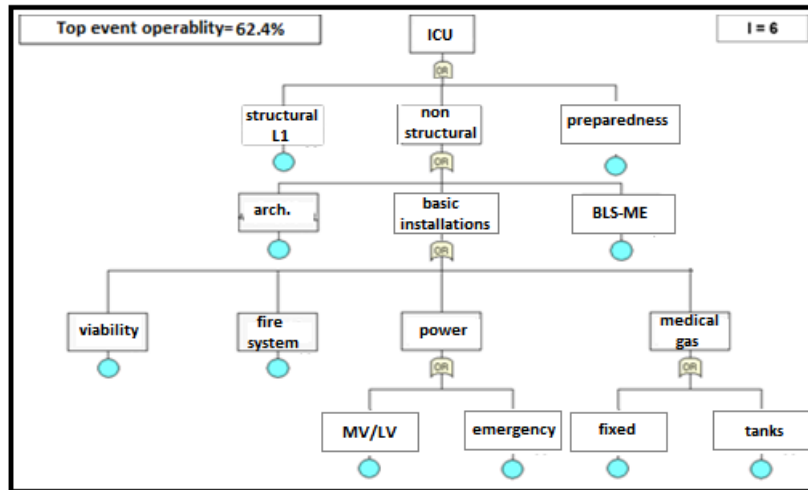 Top event operablity= 62.4%
ICU
I = 6
OR
structural
L1
non
structural
preparedness
OR
arch.
basic
installations
BLS-ME
OR
viability
fire
system
power
medical
gas
OR
OR
MV/LV
emergency
fixed
tanks